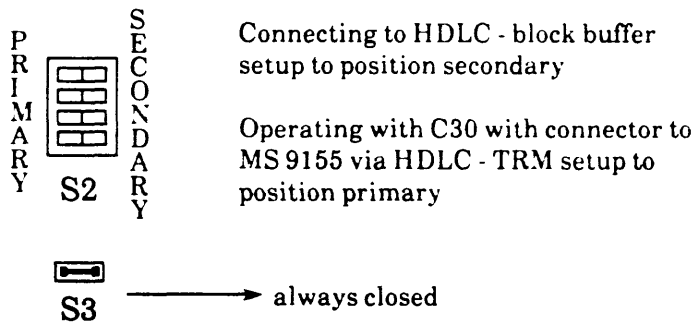 PRIMARY
SECONDARY
S2
Connecting to HDLC - block buffer
setup to position secondary
Operating with C30 with connector to
MS 9155 via HDLC - TRM setup to
position primary
S3
always closed